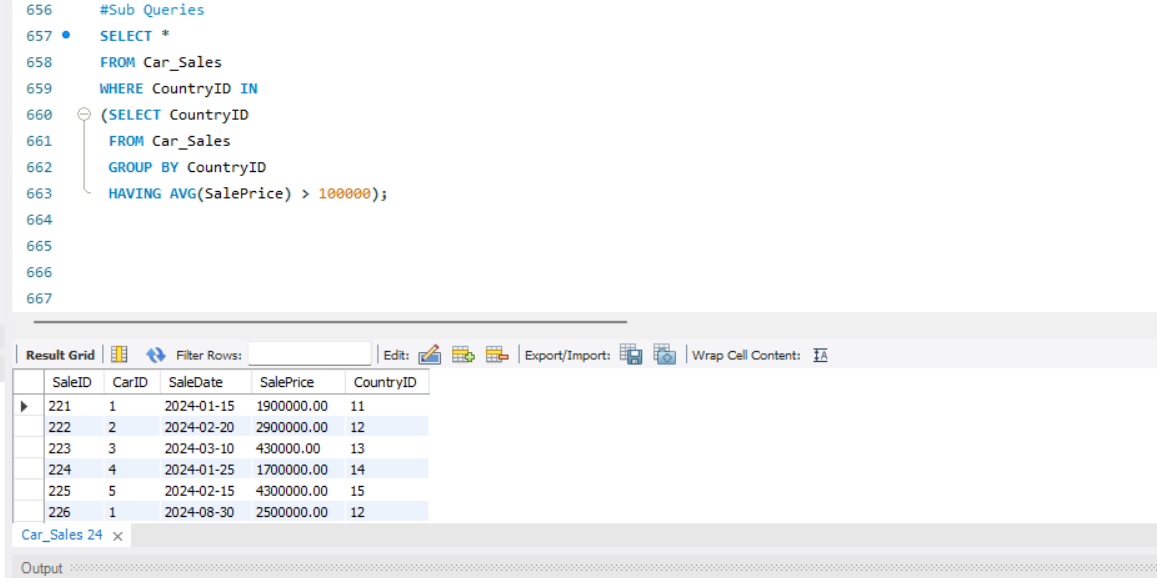 656 #Sub Queries
657 SELECT *
658 FROM Car_Sales
659 WHERE CountryID IN
660 (SELECT CountryID
661 FROM Car_Sales
662 GROUP BY CountryID
663 HAVING AVG(SalePrice) > 100000);
664
665
666
667
Result Grid Filter Rows: Edit: Export/Import: Wrap Cell Content: IA
SaleID CarID SaleDate SalePrice CountryID
221 1 2024-01-15 1900000.00 11
222 2 2024-02-20 2900000.00 12
223 3 2024-03-10 430000.00 13
224 4 2024-01-25 1700000.00 14
225 5 2024-02-15 4300000.00 15
226 1 2024-08-30 2500000.00 12
Car_Sales 24 ×
Output